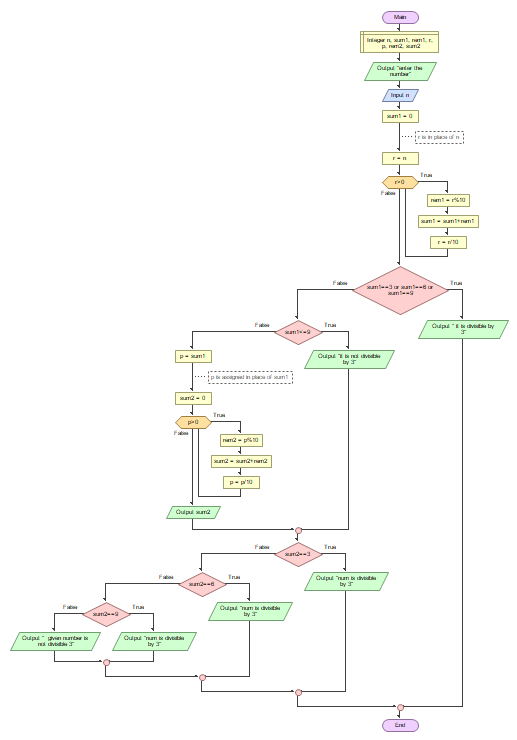 Main
Integer n, sum1, rem1, r,
p, rem2, sum2
Output "enter the
number"
Input n
sum1 = 0
r is in place of n
r = n
r>0
True
False
rem1 = r%10
sum1 = sum1+rem1
r = r/10
sum1==3 or sum1==6 or
sum1==9
False
True
Output " it is divisible by
3"
sum1<=9
False
True
Output "it is not divisible
by 3"
p = sum1
p is assigned in place of sum1
sum2 = 0
p>0
True
False
rem2 = p%10
sum2 = sum2+rem2
p = p/10
Output sum2
sum2==3
False
True
Output "num is divisible
by 3"
sum2==6
False
True
Output "num is divisible
by 3"
sum2==9
False
True
Output " given number is
not divisible 3"
Output "num is divisible
by 3"
End